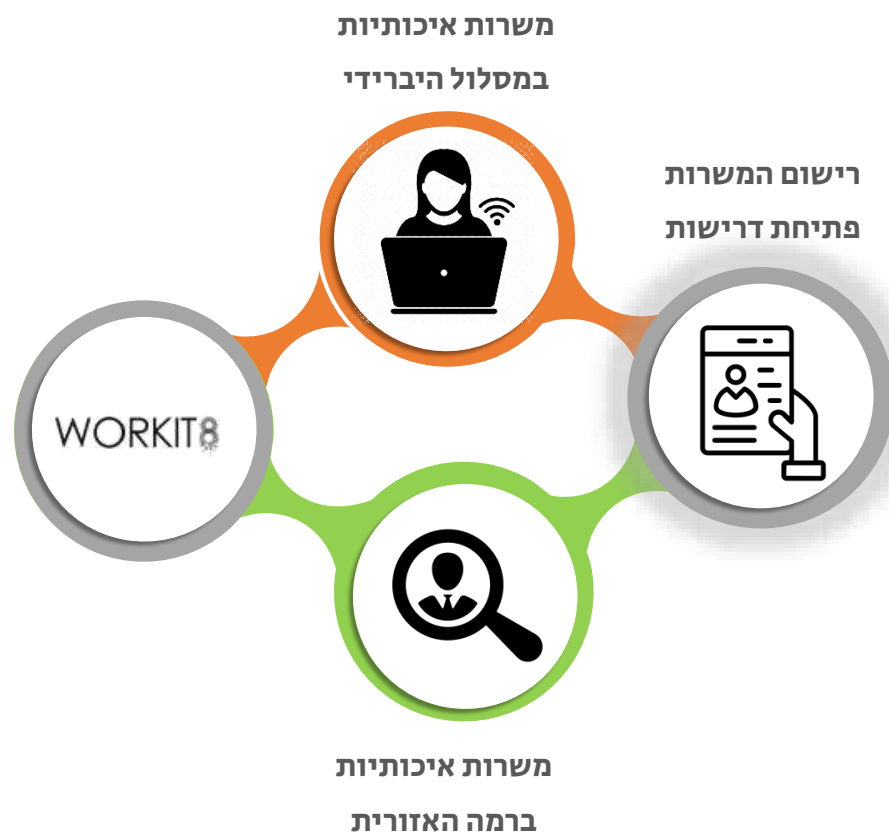 משרות איכותיות
במסלול היברידי
רישום המשרות
פתיחת דרישות
WORKIT8
משרות איכותיות
ברמה האזורית